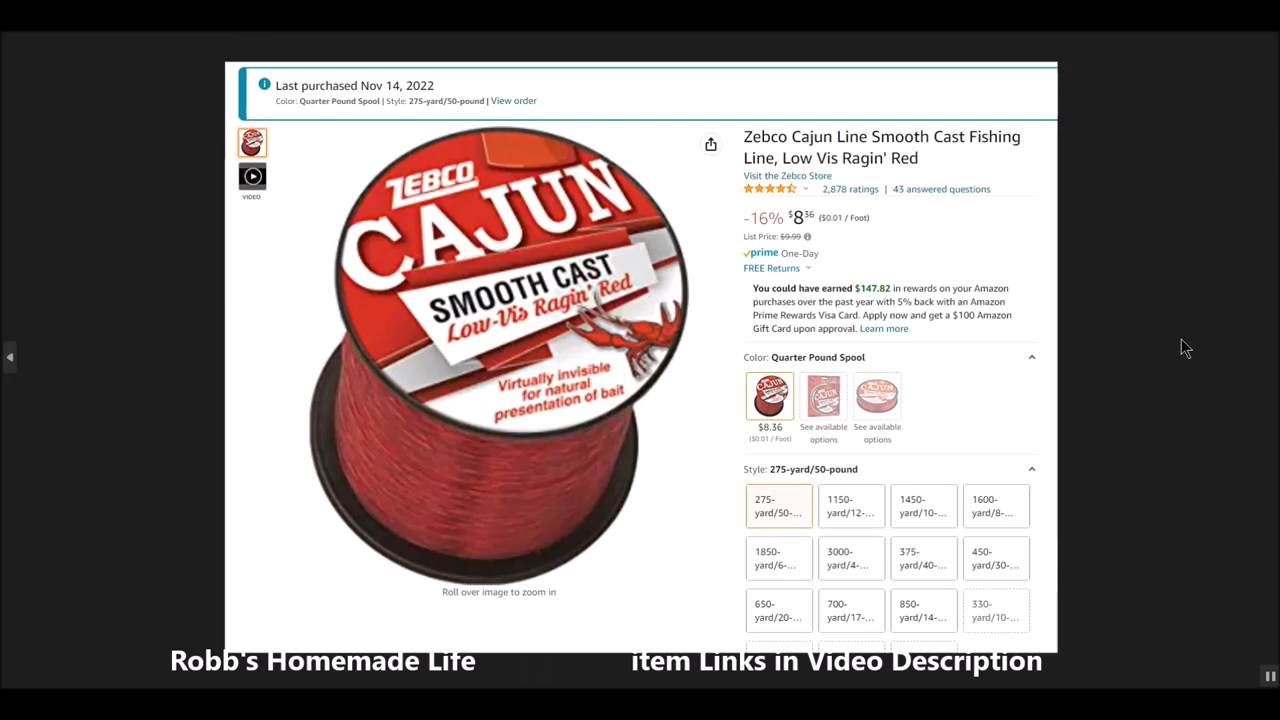 Last purchased Nov 14, 2022
Color: Quarter Pound Spool | Style: 275-yard/50-pound | View order
VIDEO
ZEBCO
CAJUN
SMOOTH CAST
Low-Vis Ragin' Red
Virtually invisible
for natural
presentation of bait
Roll over image to zoom in
Zebco Cajun Line Smooth Cast Fishing
Line, Low Vis Ragin' Red
Visit the Zebco Store
2,878 ratings | 43 answered questions
-16% $8 36 ($0.01 / Foot)
List Price: $9.99
prime One-Day
FREE Returns
You could have earned $147.82 in rewards on your Amazon
purchases over the past year with 5% back with an Amazon
Prime Rewards Visa Card. Apply now and get a $100 Amazon
Gift Card upon approval. Learn more
Color: Quarter Pound Spool
$8.36
($0.01 / Foot)
See available
options
See available
options
Style: 275-yard/50-pound
275-
yard/50-...
1150-
yard/12-...
1450-
yard/10-...
1600-
yard/8-...
1850-
yard/6-...
3000-
yard/4-...
375-
yard/40-...
450-
yard/30-...
650-
yard/20-...
700-
yard/17-...
850-
yard/14-...
330-
yard/10-...
Robb's Homemade Life
item Links in Video Description